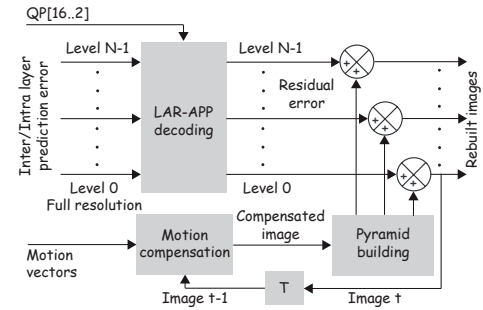 QP[16..2]
Level N-1
Level N-1
Inter/Intra layer
prediction error
LAR-APP
decoding
Residual
error
Rebuilt images
Level 0
Full resolution
Level 0
Motion
compensation
Compensated
image
Pyramid
building
Motion
vectors
Image t-1
T
Image t